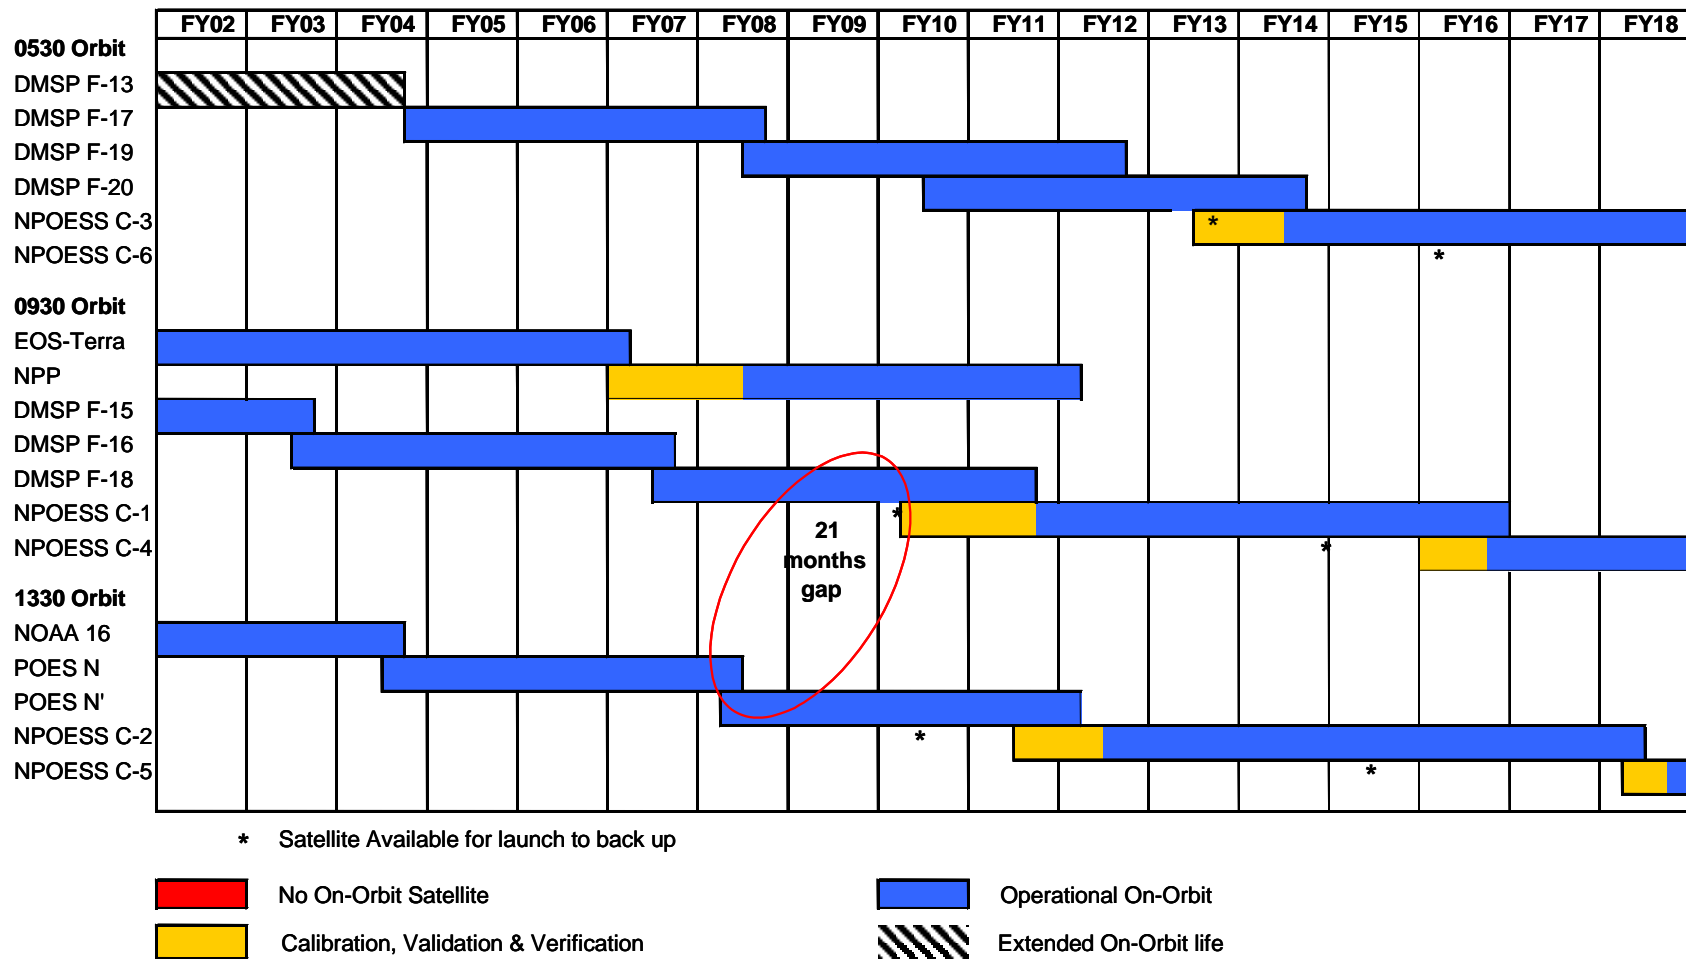 FY02 FY03 FY04 FY05 FY06 FY07 FY08 FY09 FY10 FY11 FY12 FY13 FY14 FY15 FY16 FY17 FY18
0530 Orbit
DMSP F-13
DMSP F-17
DMSP F-19
DMSP F-20
NPOESS C-3 *
NPOESS C-6 *
0930 Orbit
EOS-Terra
NPP
DMSP F-15
DMSP F-16
DMSP F-18
NPOESS C-1 *
NPOESS C-4 *
21
months
gap
1330 Orbit
NOAA 16
POES N
POES N'
NPOESS C-2 *
NPOESS C-5 *
* Satellite Available for launch to back up
No On-Orbit Satellite
Operational On-Orbit
Calibration, Validation & Verification
Extended On-Orbit life